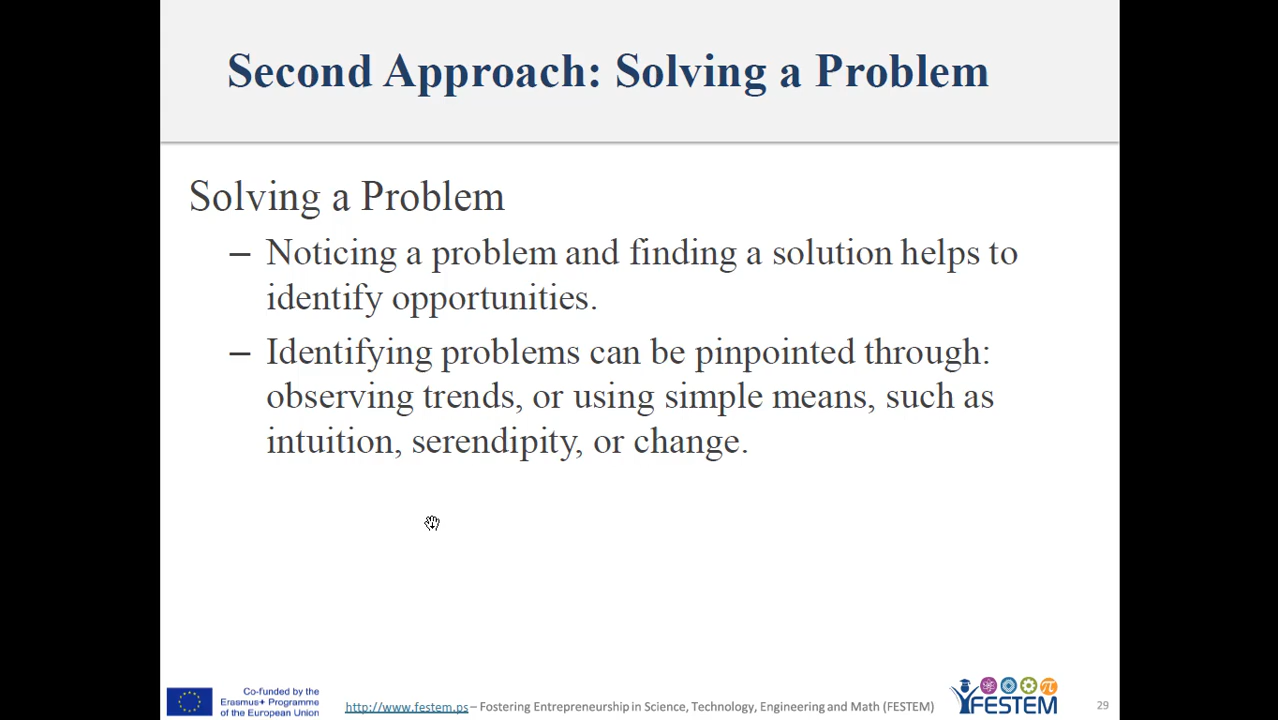 Second Approach: Solving a Problem
Solving a Problem
– Noticing a problem and finding a solution helps to
identify opportunities.
– Identifying problems can be pinpointed through:
observing trends, or using simple means, such as
intuition, serendipity, or change.
Co-funded by the
Erasmus+ Programme
of the European Union
http://www.festem.ps – Fostering Entrepreneurship in Science, Technology, Engineering and Math (FESTEM)
π
FESTEM
29